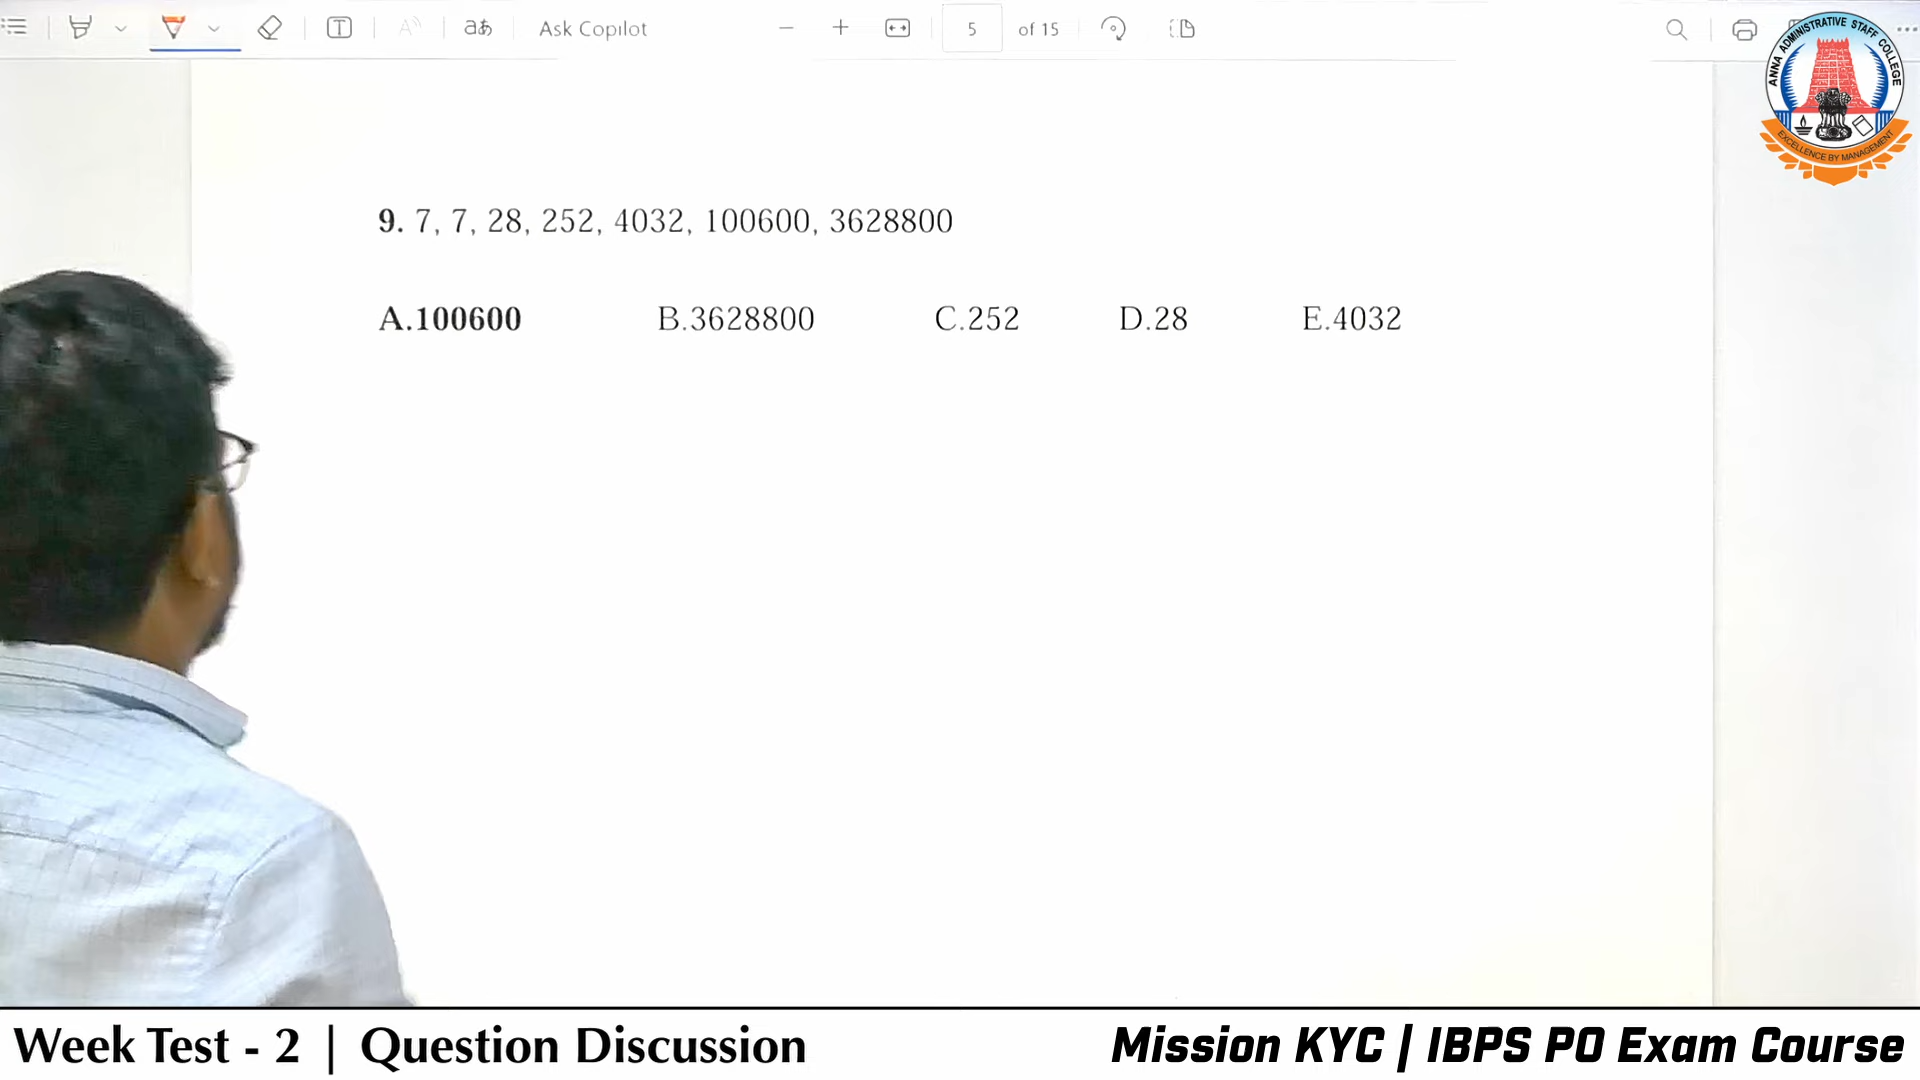 Ask Copilot
5 of 15
ANNA ADMINISTRATIVE STAFF COLLEGE
EXCELLENCE BY MANAGEMENT
9. 7, 7, 28, 252, 4032, 100600, 3628800
A.100600 B.3628800 C.252 D.28 E.4032
Week Test - 2 | Question Discussion
Mission KYC | IBPS PO Exam Course